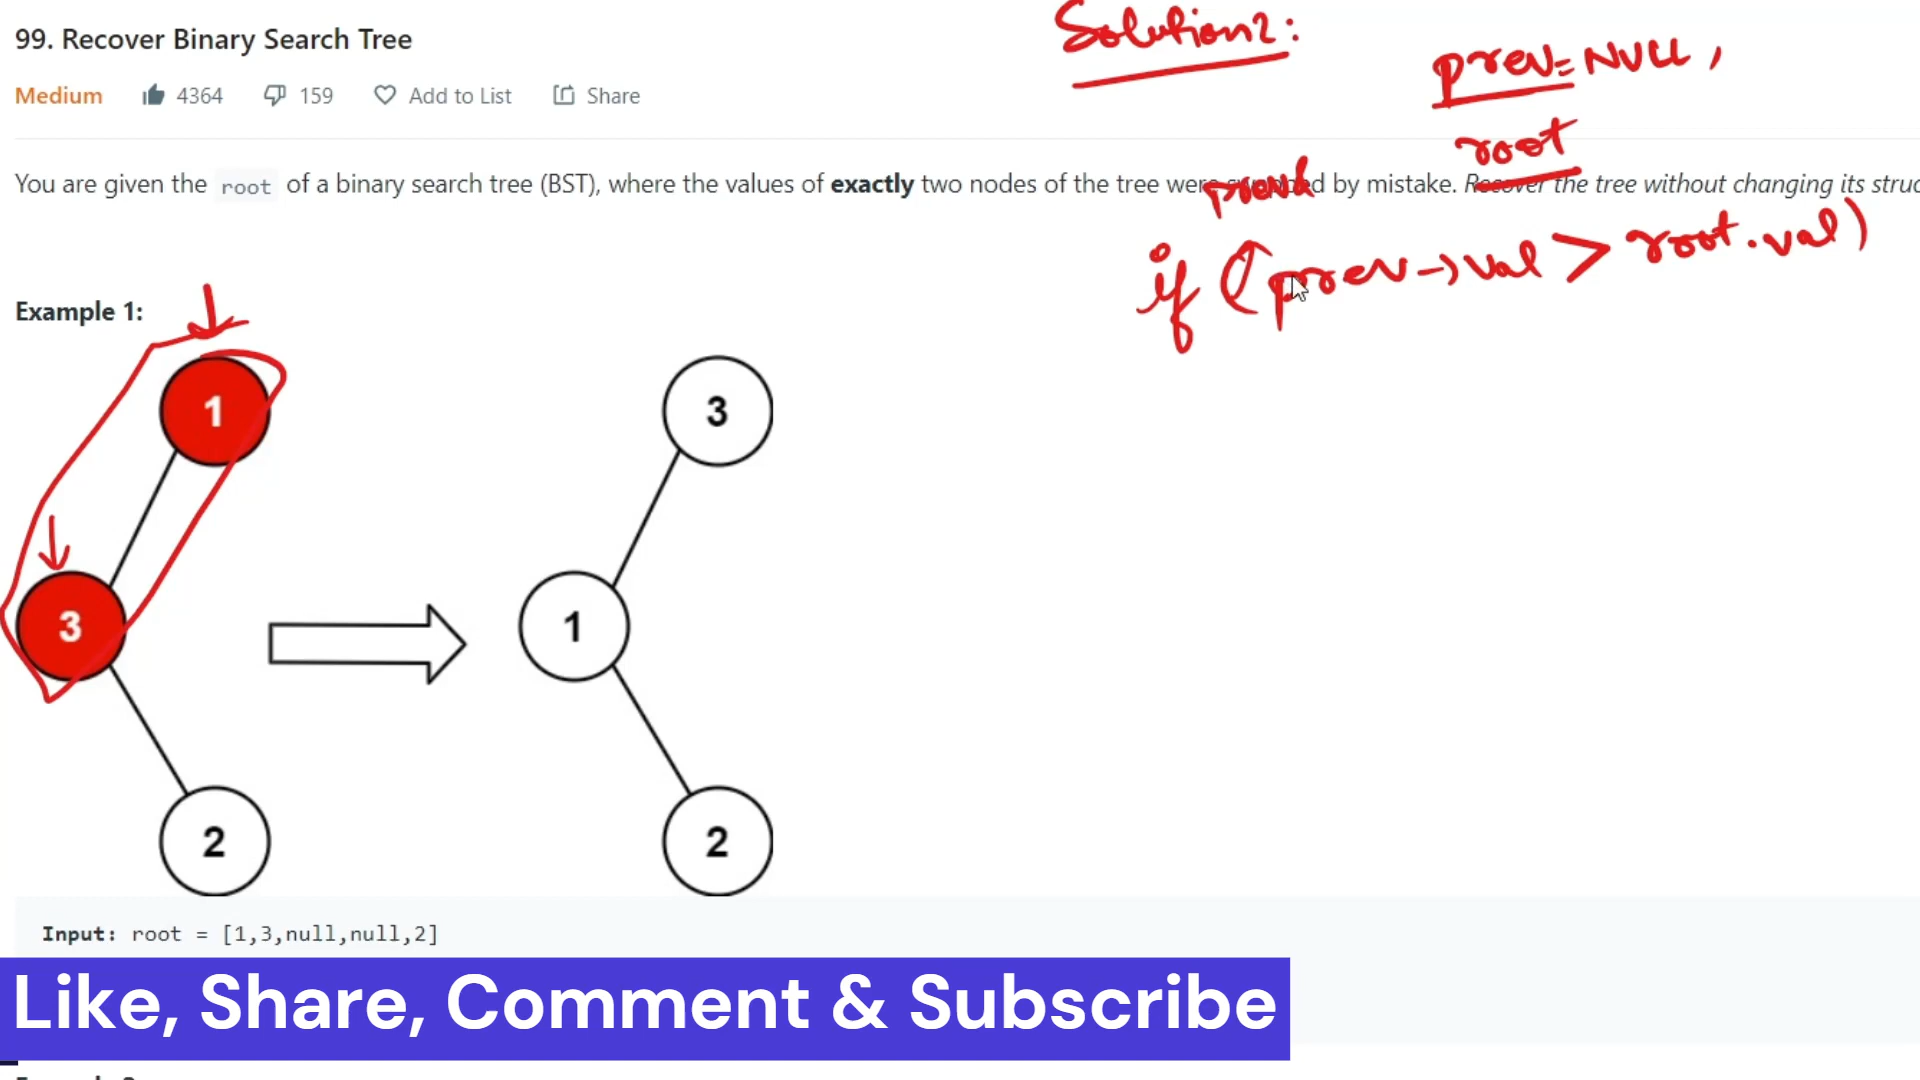 99. Recover Binary Search Tree
Solution2:
prev=NULL,
Medium 4364 159 Add to List Share
root
You are given the root of a binary search tree (BST), where the values of exactly two nodes of the tree were by mistake. Recover the tree without changing its struc
if (prev->val > root.val)
Example 1:
1
3
3
1
2
2
Input: root = [1,3,null,null,2]
Like, Share, Comment & Subscribe